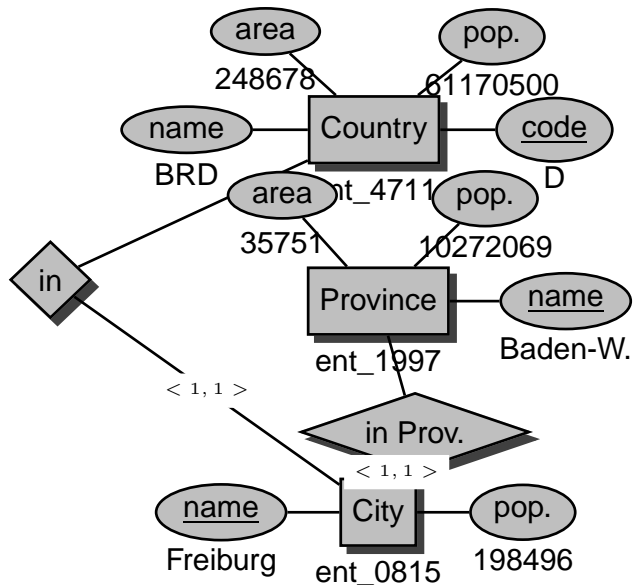 area
pop.
248678
61170500
name
Country
code
BRD
D
area
nt_4711
pop.
35751
10272069
in
Province
name
ent_1997
Baden-W.
< 1, 1 >
in Prov.
< 1, 1 >
name
City
pop.
Freiburg
ent_0815
198496